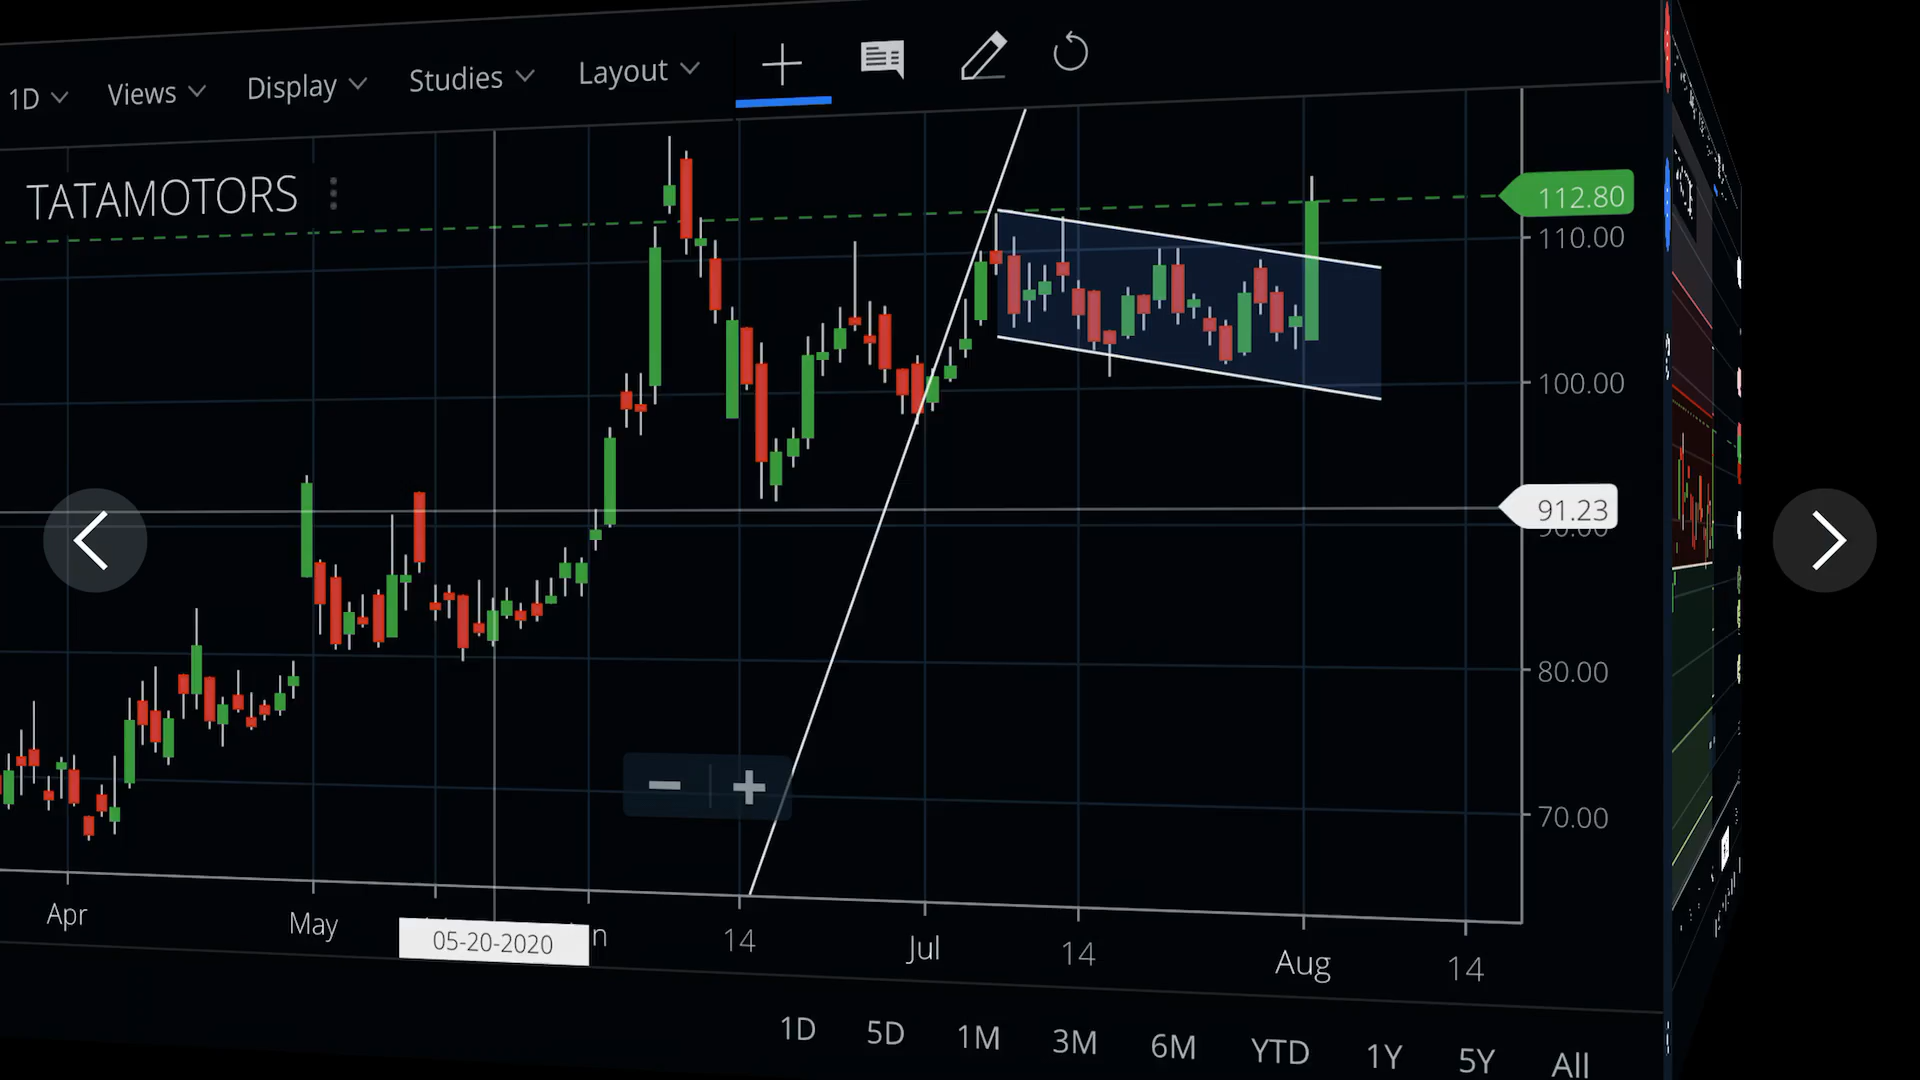 1D Views Display Studies Layout
TATAMOTORS
112.80
110.00
100.00
91.23
80.00
70.00
Apr May 05-20-2020 14 Jul 14 Aug 14
1D 5D 1M 3M 6M YTD 1Y 5Y All